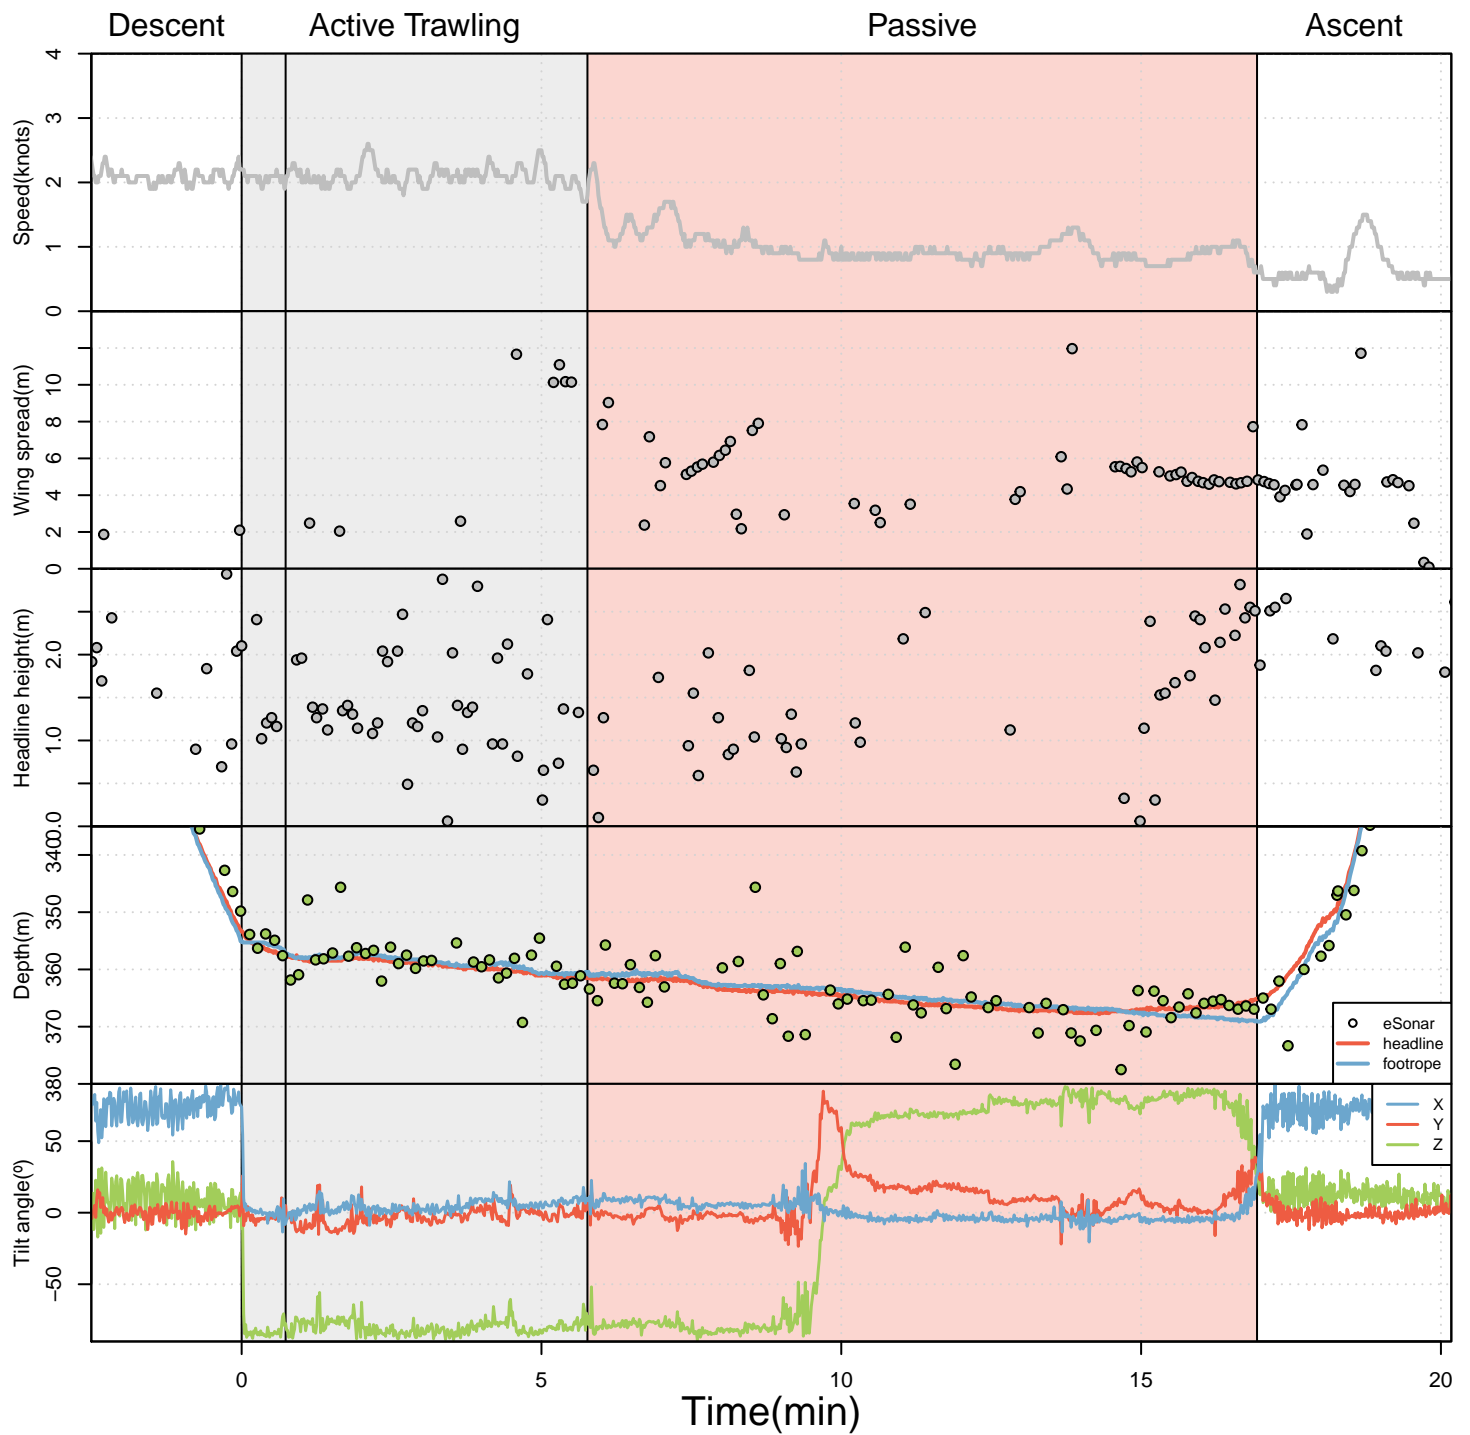 Descent Active Trawling Passive Ascent
Speed(knots)
4
3
2
1
0
Wing spread(m)
10
8
6
4
2
0
Headline height(m)
2.0
1.0
0.0
Depth(m)
340
350
360
370
380
eSonar
headline
footrope
Tilt angle(º)
50
0
−50
X
Y
Z
0 5 10 15 20
Time(min)